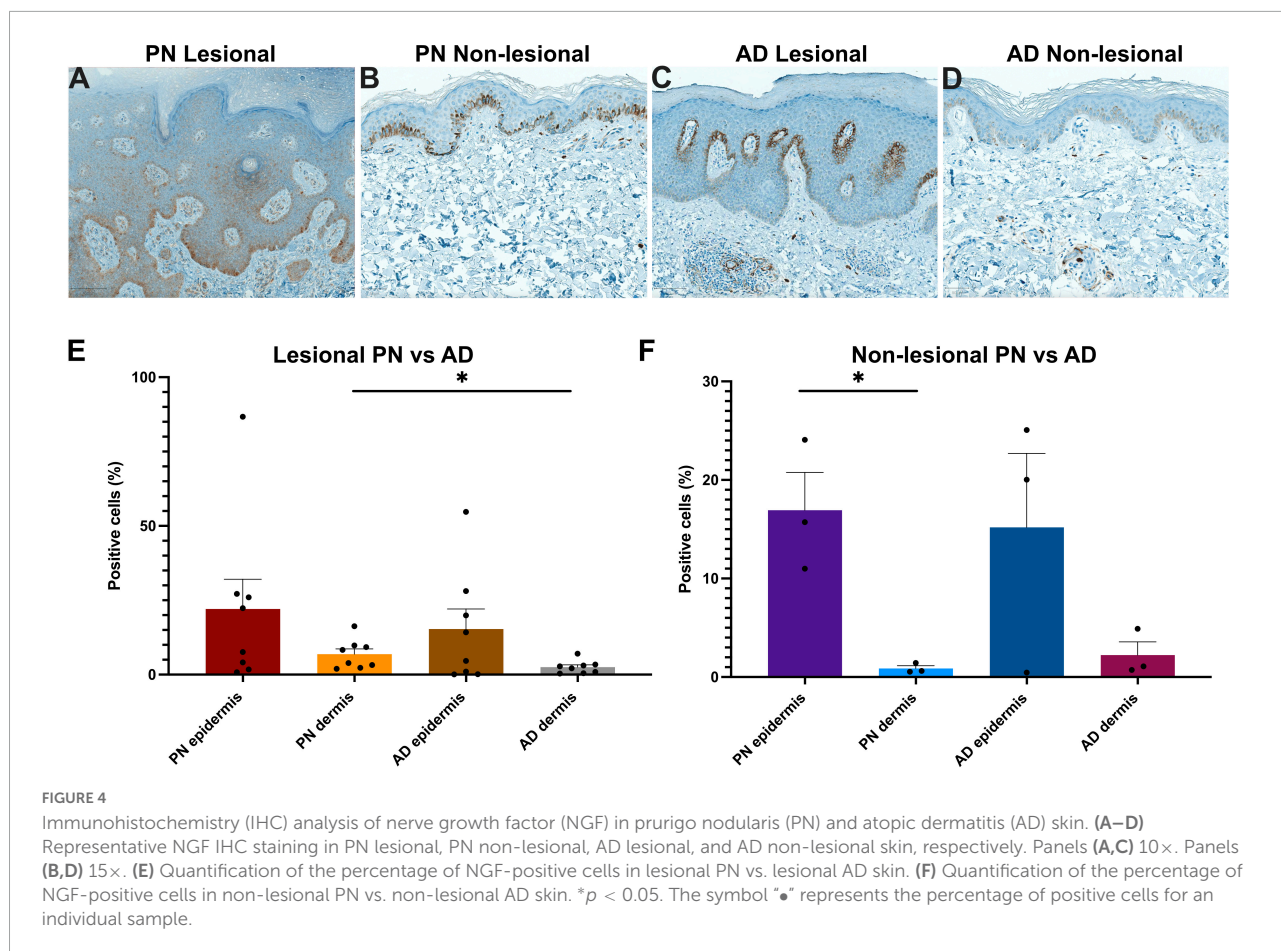 PN Lesional
PN Non-lesional
AD Lesional
AD Non-lesional
A
B
C
D
E
Lesional PN vs AD
Positive cells (%)
100
50
0
*
PN epidermis
PN dermis
AD epidermis
AD dermis
F
Non-lesional PN vs AD
Positive cells (%)
30
20
10
0
*
PN epidermis
PN dermis
AD epidermis
AD dermis
FIGURE 4
Immunohistochemistry (IHC) analysis of nerve growth factor (NGF) in prurigo nodularis (PN) and atopic dermatitis (AD) skin. (A–D)
Representative NGF IHC staining in PN lesional, PN non-lesional, AD lesional, and AD non-lesional skin, respectively. Panels (A,C) 10×. Panels
(B,D) 15×. (E) Quantification of the percentage of NGF-positive cells in lesional PN vs. lesional AD skin. (F) Quantification of the percentage of
NGF-positive cells in non-lesional PN vs. non-lesional AD skin. *p < 0.05. The symbol “•” represents the percentage of positive cells for an
individual sample.